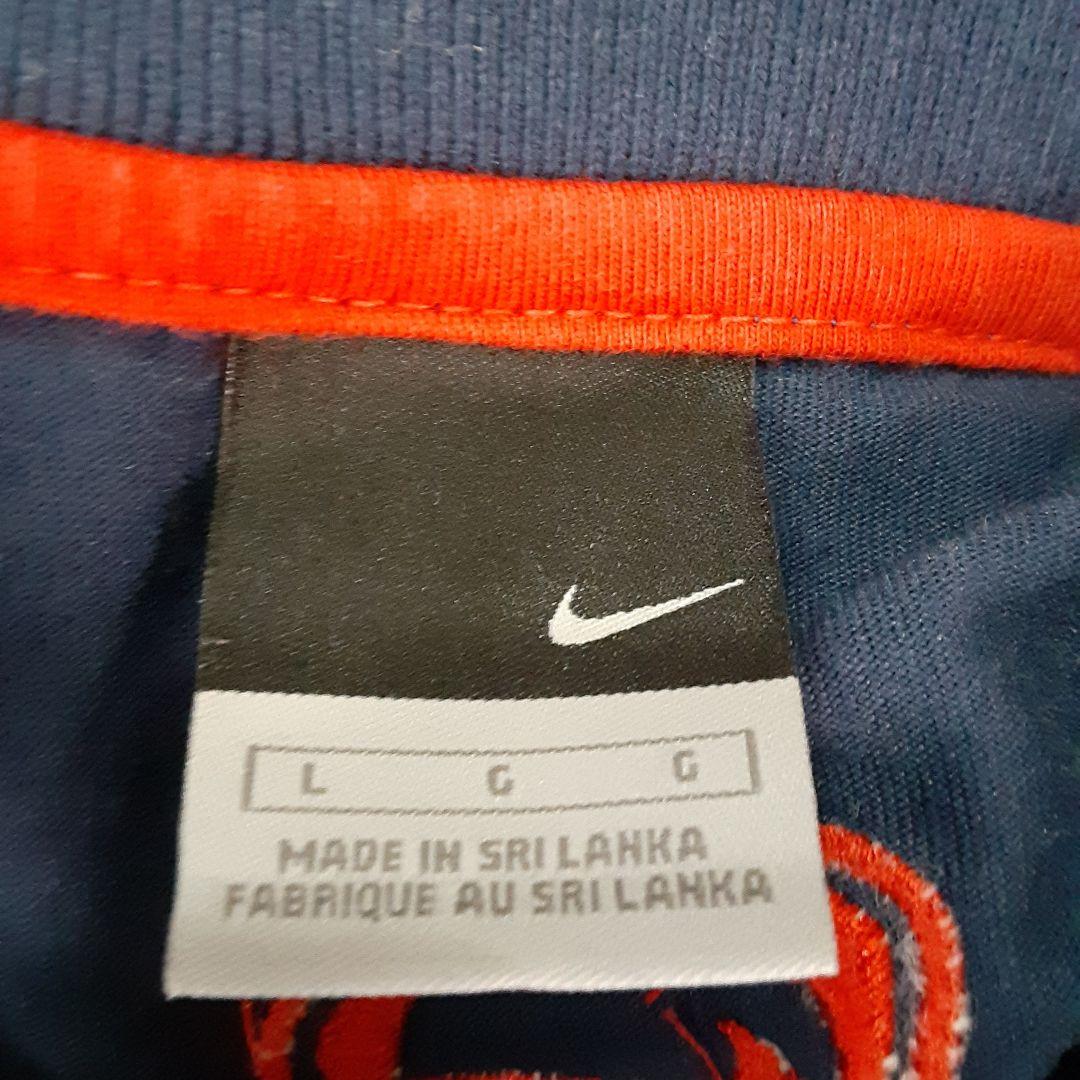 L G G
MADE IN SRI LANKA
FABRIQUE AU SRI LANKA